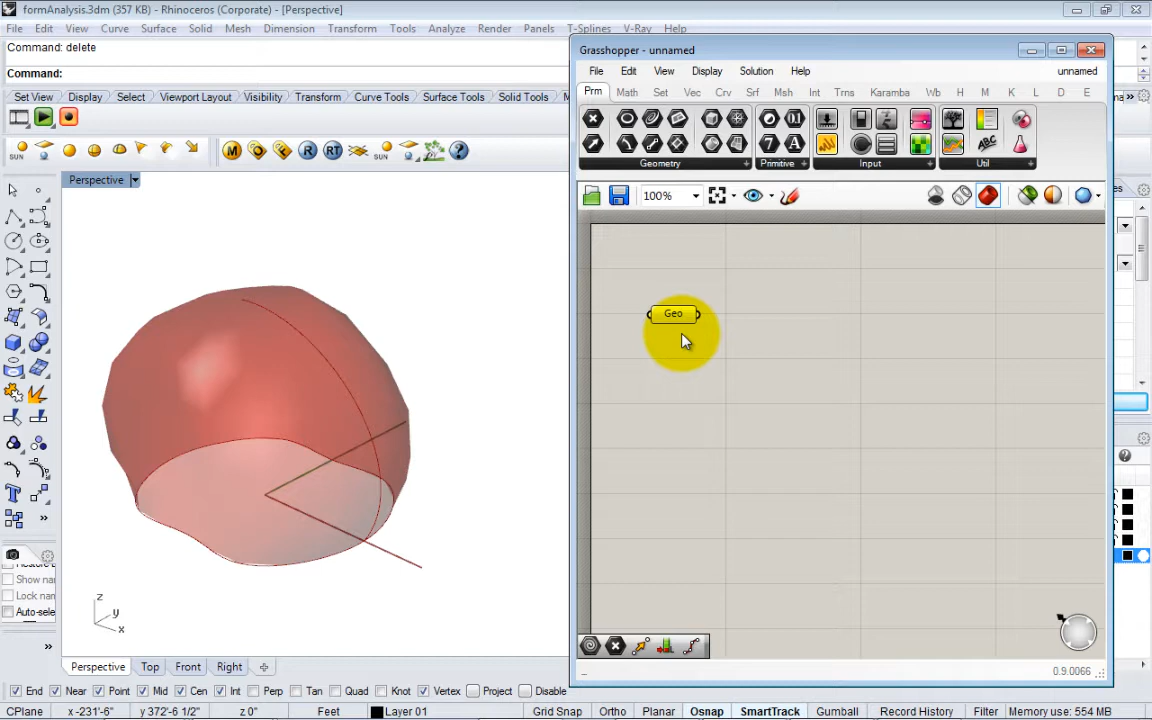 formAnalysis.3dm (357 KB) - Rhinoceros (Corporate) - [Perspective]
File Edit View Curve Surface Solid Mesh Dimension Transform Tools Analyze Render Panels T-Splines V-Ray Help
Command: delete
Command:
Set View Display Select Viewport Layout Visibility Transform Curve Tools Surface Tools Solid Tools
SUN M R RT SUN
Perspective
Grasshopper - unnamed
File Edit View Display Solution Help unnamed
Prm Math Set Vec Crv Srf Msh Int Trns Karamba Wb H M K L D E
Geometry Primitive Input Util
100%
Geo
Show
Lock
Auto-sele
z
y
x
0.9.0066
Perspective Top Front Right
End Near Point Mid Cen Int Perp Tan Quad Knot Vertex Project Disable
CPlane x -231'-6" y 372'-6 1/2" z 0" Feet Layer 01 Grid Snap Ortho Planar Osnap SmartTrack Gumball Record History Filter Memory use: 554 MB